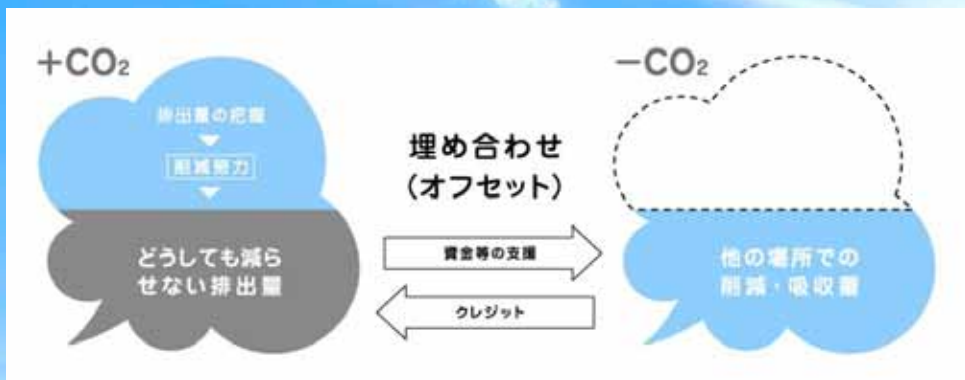 +CO₂
排出量の把握
削減努力
どうしても減ら
せない排出量
埋め合わせ
(オフセット)
資金等の支援
クレジット
−CO₂
他の場所での
削減・吸収量